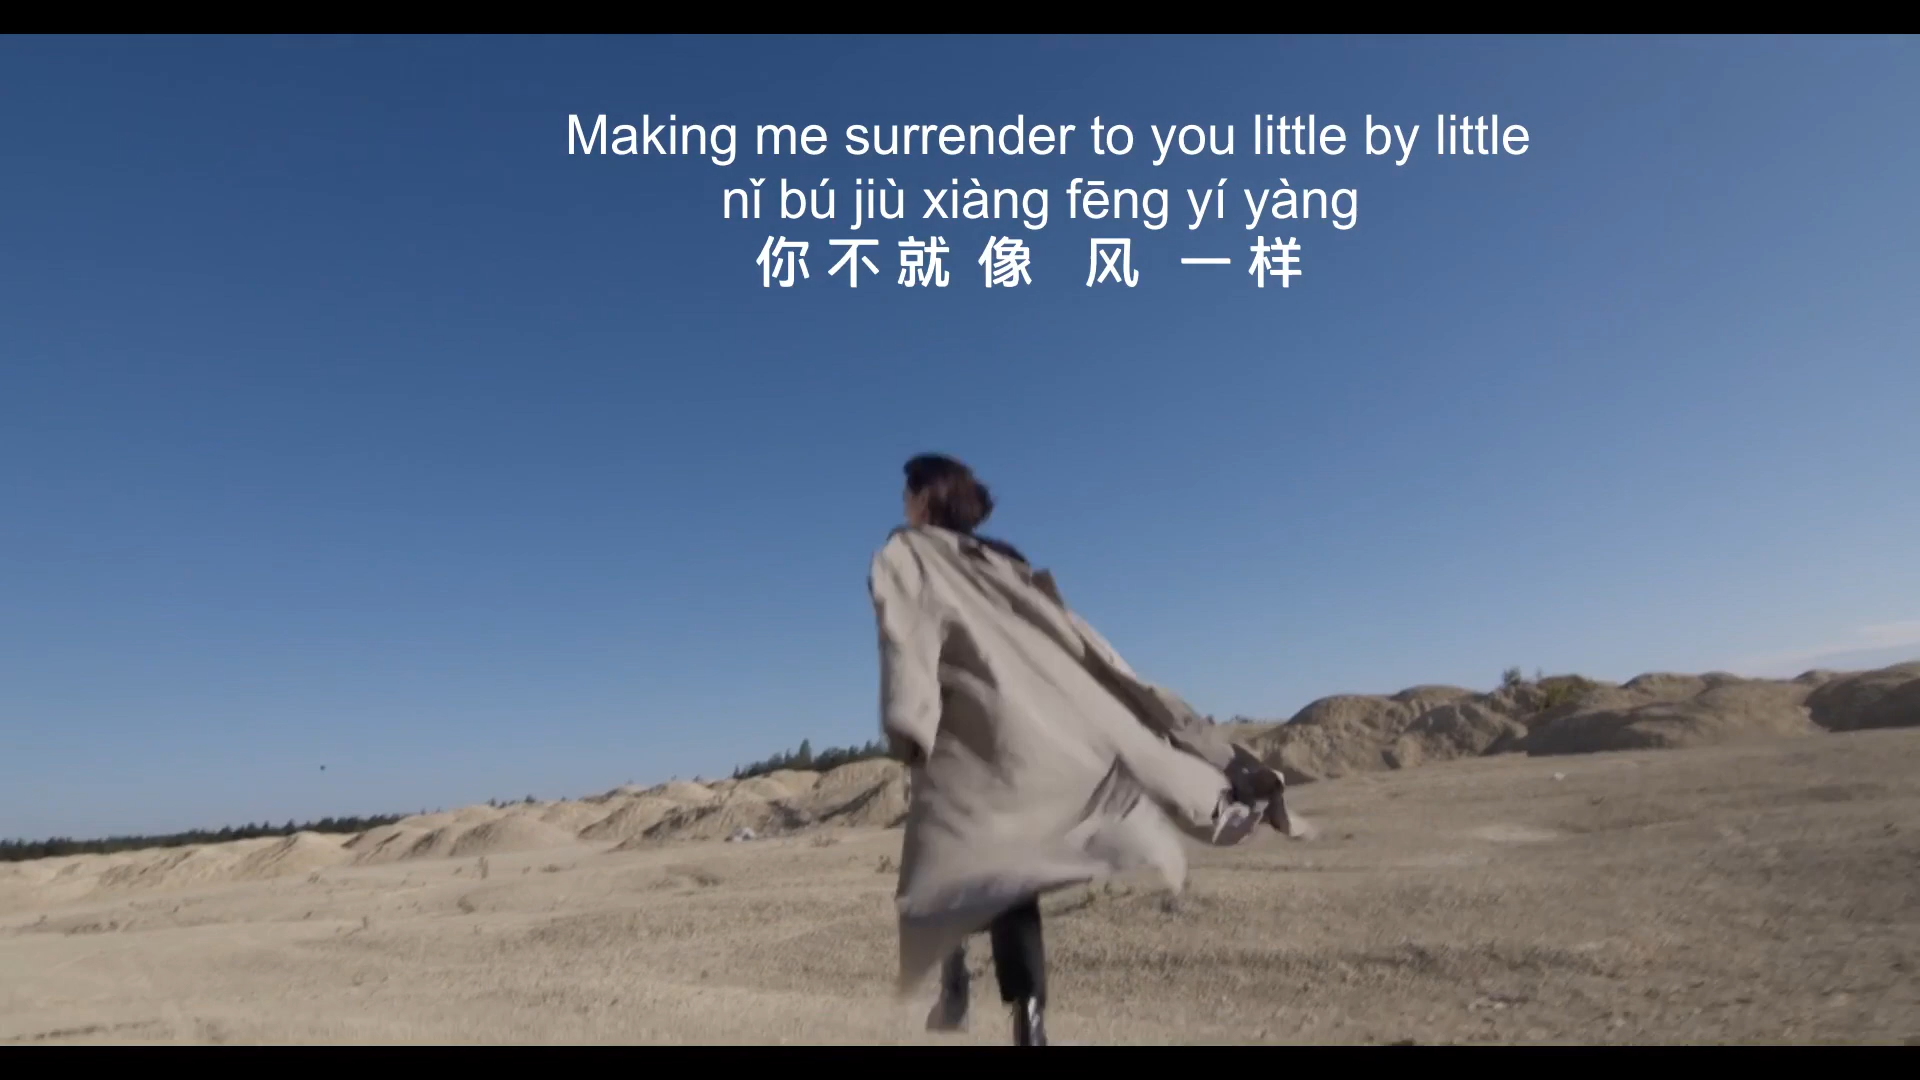 Making me surrender to you little by little
nǐ bú jiù xiàng fēng yí yàng
你不就像 风 一样